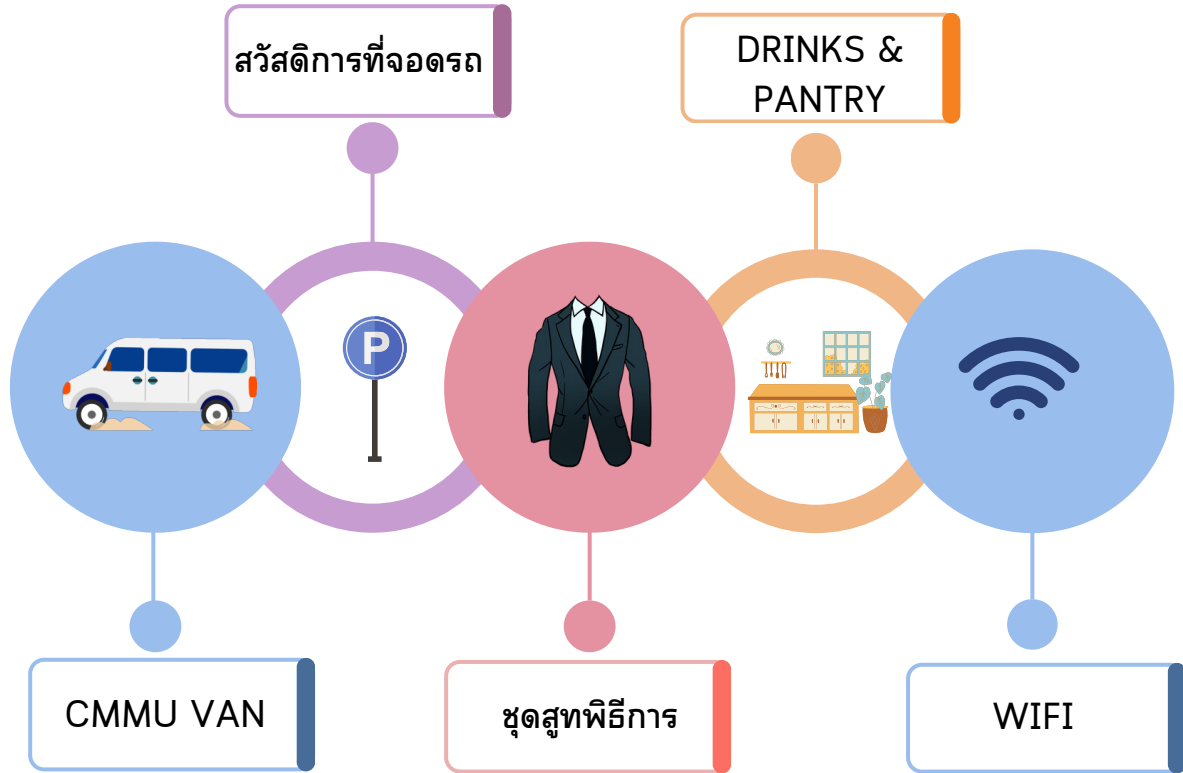 สวัสดิการที่จอดรถ
DRINKS &
PANTRY
P
CMMU VAN
ชุดสูทพิธีการ
WIFI